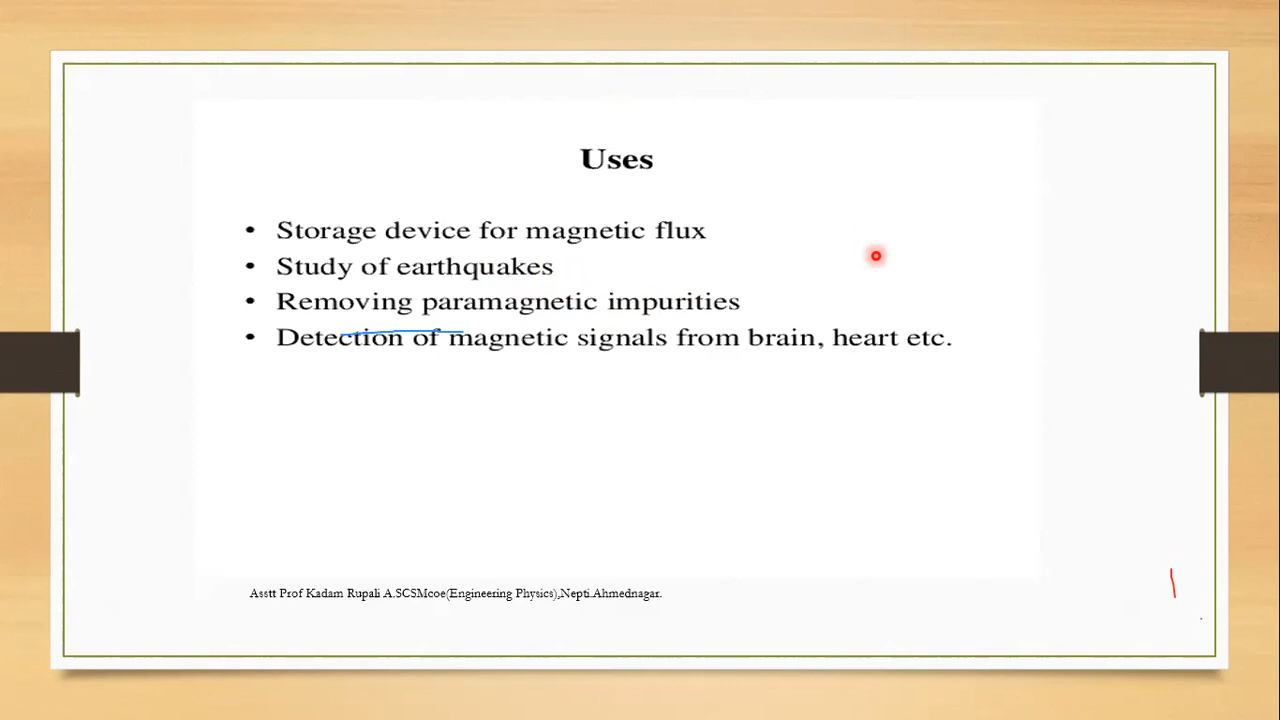 Uses
• Storage device for magnetic flux
• Study of earthquakes
• Removing paramagnetic impurities
• Detection of magnetic signals from brain, heart etc.
Asstt Prof Kadam Rupali A.SCSMcoe(Engineering Physics),Nepti.Ahmednagar.